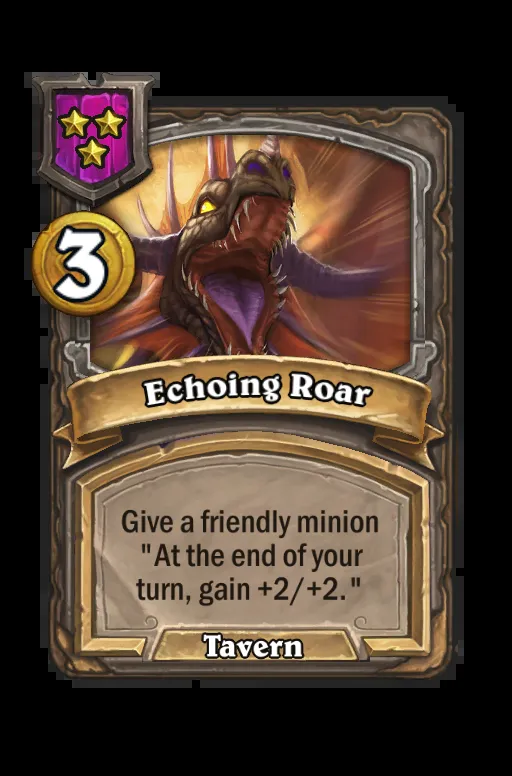 3
Echoing Roar
Give a friendly minion
"At the end of your
turn, gain +2/+2."
Tavern